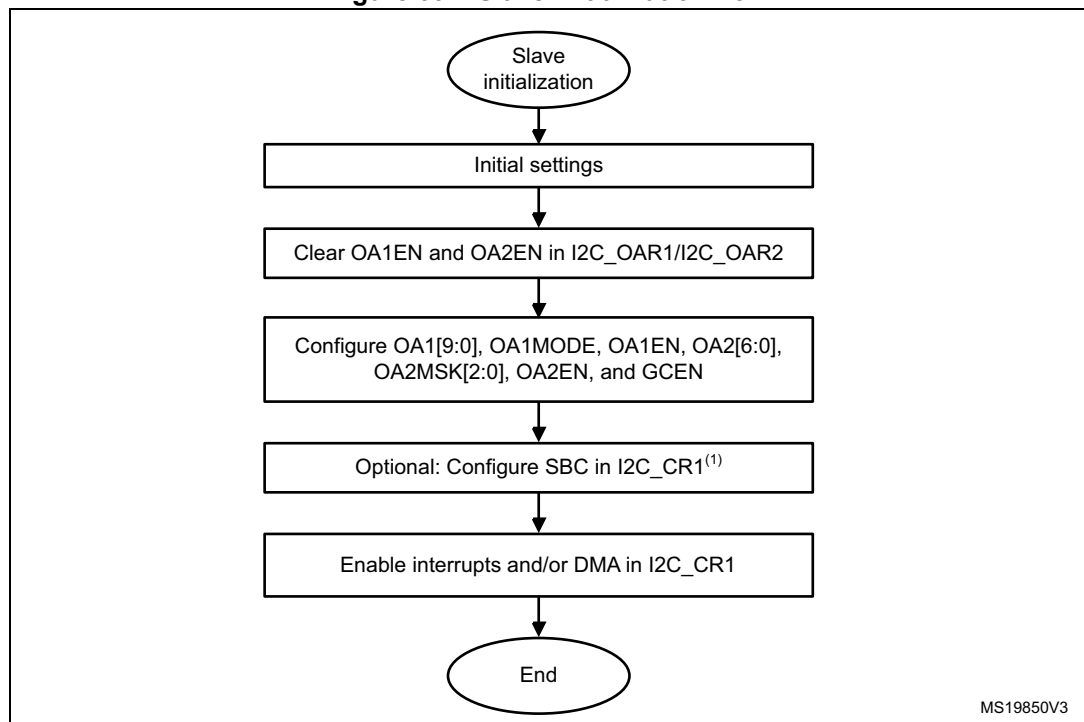 Slave
initialization
Initial settings
Clear OA1EN and OA2EN in I2C_OAR1/I2C_OAR2
Configure OA1[9:0], OA1MODE, OA1EN, OA2[6:0],
OA2MSK[2:0], OA2EN, and GCEN
Optional: Configure SBC in I2C_CR1(1)
Enable interrupts and/or DMA in I2C_CR1
End
MS19850V3